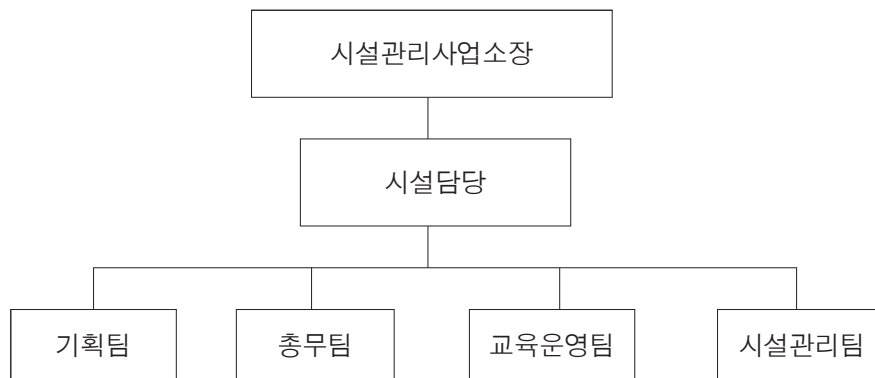 시설관리사업소장
시설담당
기획팀
총무팀
교육운영팀
시설관리팀